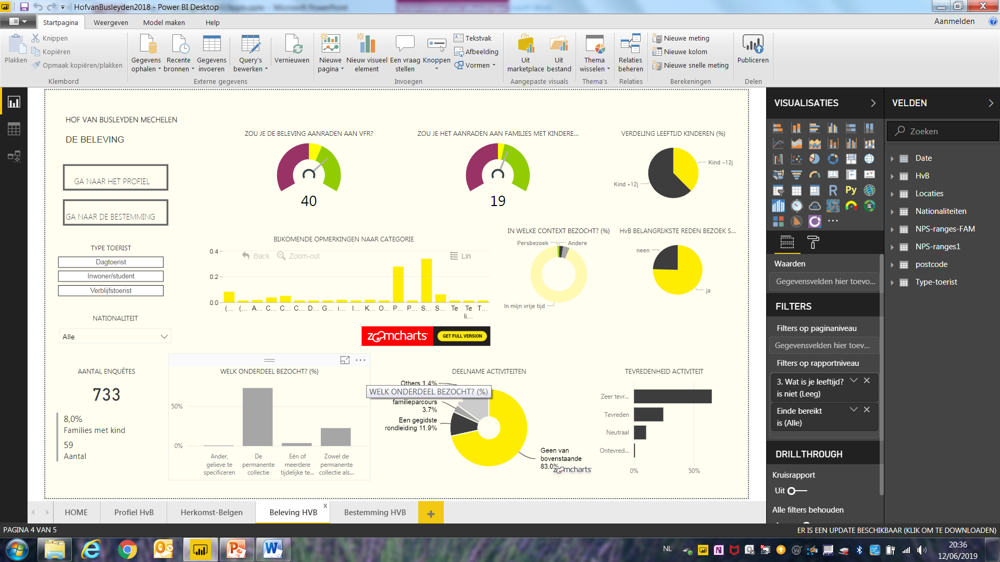 HofvanBusleyden2018 - Power BI Desktop
Startpagina
Weergeven
Model maken
Help
Aanmelden
Plakken
Knippen
Kopiëren
Opmaak kopiëren/plakken
Klembord
Gegevens ophalen
Recente bronnen
Gegevens invoeren
Query's bewerken
Vernieuwen
Externe gegevens
Nieuwe pagina
Nieuw visueel element
Een vraag stellen
Knoppen
Tekstvak
Afbeelding
Vormen
Invoegen
Uit marketplace
Uit bestand
Aangepaste visuals
Thema wisselen
Thema's
Relaties beheren
Relaties
Nieuwe meting
Nieuwe kolom
Nieuwe snelle meting
Berekeningen
Publiceren
Delen
HOF VAN BUSLEYDEN MECHELEN
DE BELEVING
GA NAAR HET PROFIEL
GA NAAR DE BESTEMMING
TYPE TOERIST
Dagtoerist
Inwoner/student
Verblijfstoerist
NATIONALITEIT
Alle
AANTAL ENQUÊTES
733
8,0%
Families met kind
59
Aantal
ZOU JE DE BELEVING AANRADEN AAN VFR?
40
ZOU JE HET AANRADEN AAN FAMILIES MET KINDERE...
19
VERDELING LEEFTIJD KINDEREN (%)
Kind -12j
Kind +12j
BIJKOMENDE OPMERKINGEN NAAR CATEGORIE
Back
Zoom-out
Lin
0.4
0.2
0.0
(... (... A... C... C... C... D... G... i... I... K... O... P... P... S... S... Te Te li... T...
zoomcharts
GET FULL VERSION
IN WELKE CONTEXT BEZOCHT? (%)
Persbezoek
Andere
In mijn vrije tijd
HvB BELANGRIJKSTE REDEN BEZOEK S...
neen
ja
WELK ONDERDEEL BEZOCHT? (%)
50%
0%
Ander, gelieve te specificeren
De permanente collectie
Eén of meerdere tijdelijke te...
Zowel de permanente collectie als...
DEELNAME ACTIVITEITEN
Others 1.4%
WELK ONDERDEEL BEZOCHT? (%)
familieparcours
3.7%
Een gegidste
rondleiding 11.9%
Geen van
bovenstaande
83.0%
zoomcharts
TEVREDENHEID ACTIVITEIT
Zeer tevr...
Tevreden
Neutraal
Ontevred...
0%
50%
VISUALISATIES
R
Py
123
Waarden
Gegevensvelden hier toevo...
FILTERS
Filters op paginaniveau
Gegevensvelden hier toev...
Filters op rapportniveau
3. Wat is je leeftijd?
is niet (Leeg)
Einde bereikt
is (Alle)
DRILLTHROUGH
Kruisrapport
Uit
Alle filters behouden
VELDEN
Zoeken
Date
HvB
Locaties
Nationaliteiten
NPS-ranges-FAM
NPS-ranges1
postcode
Type-toerist
HOME
Profiel HvB
Herkomst-Belgen
Beleving HVB
x
Bestemming HVB
+
PAGINA 4 VAN 5
ER IS EEN UPDATE BESCHIKBAAR (KLIK OM TE DOWNLOADEN)
NL
20:36
12/06/2019